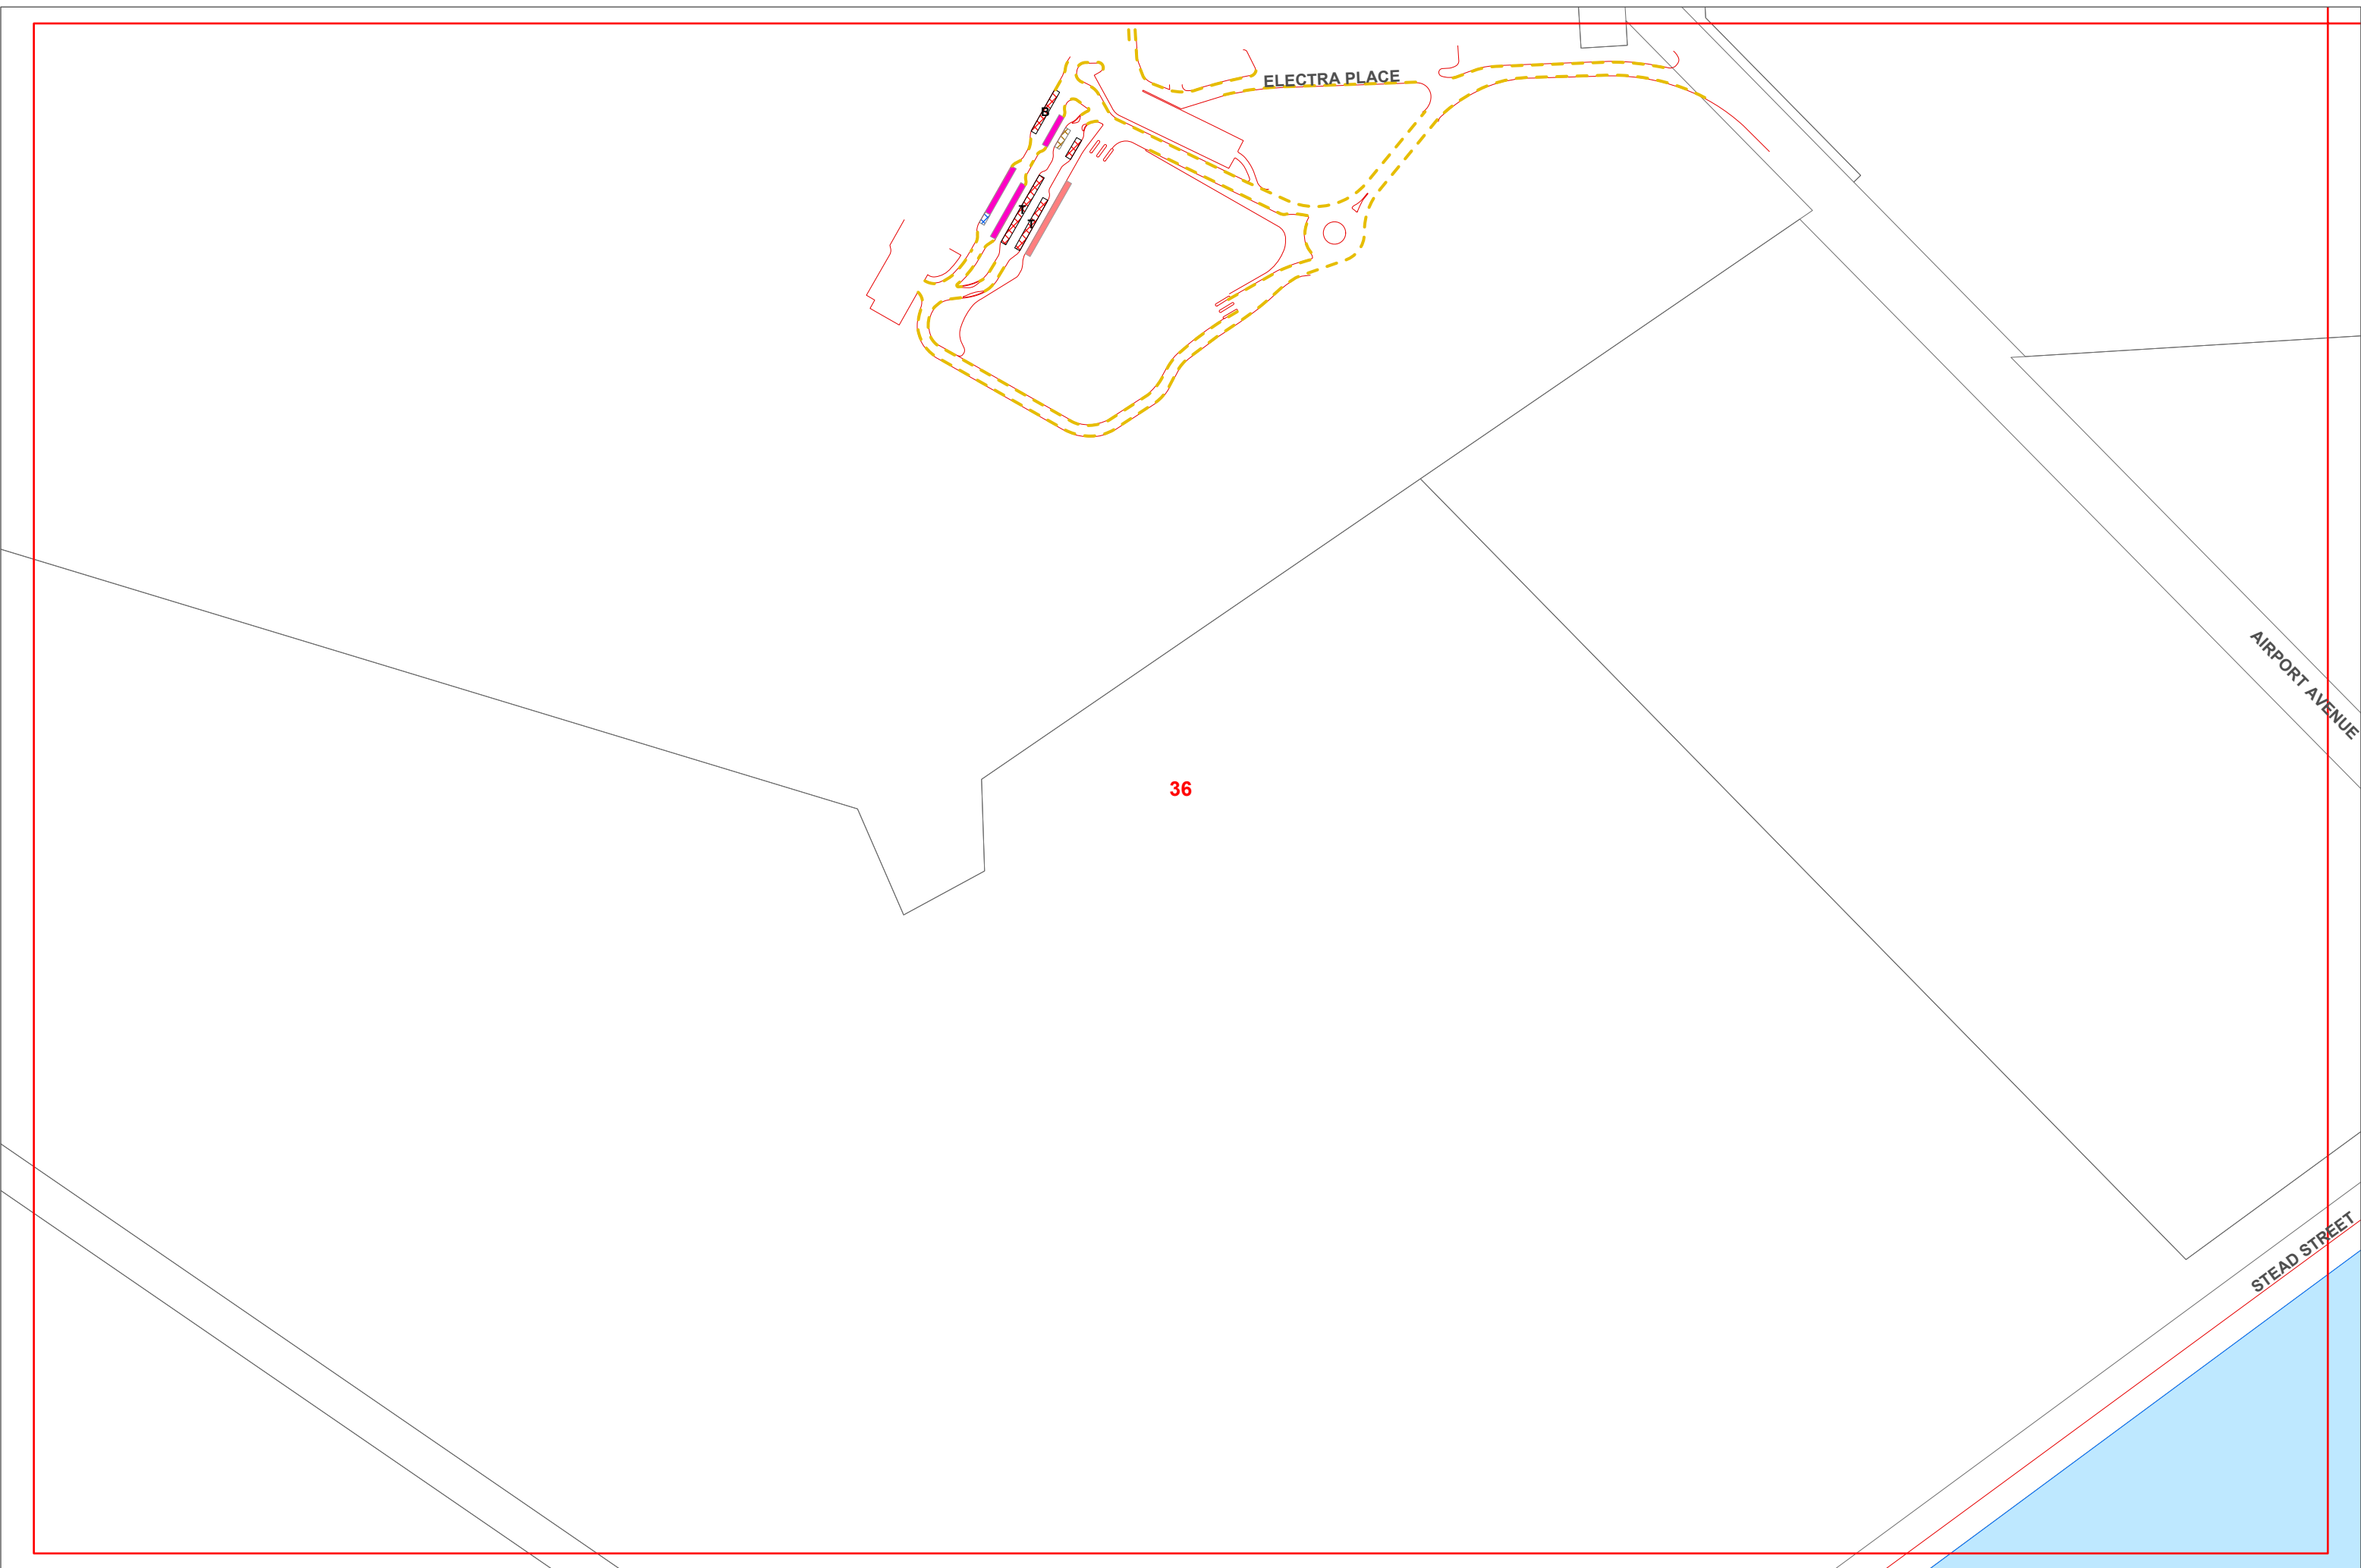 ELECTRA PLACE
B
T
T
AIRPORT AVENUE
36
STEAD STREET